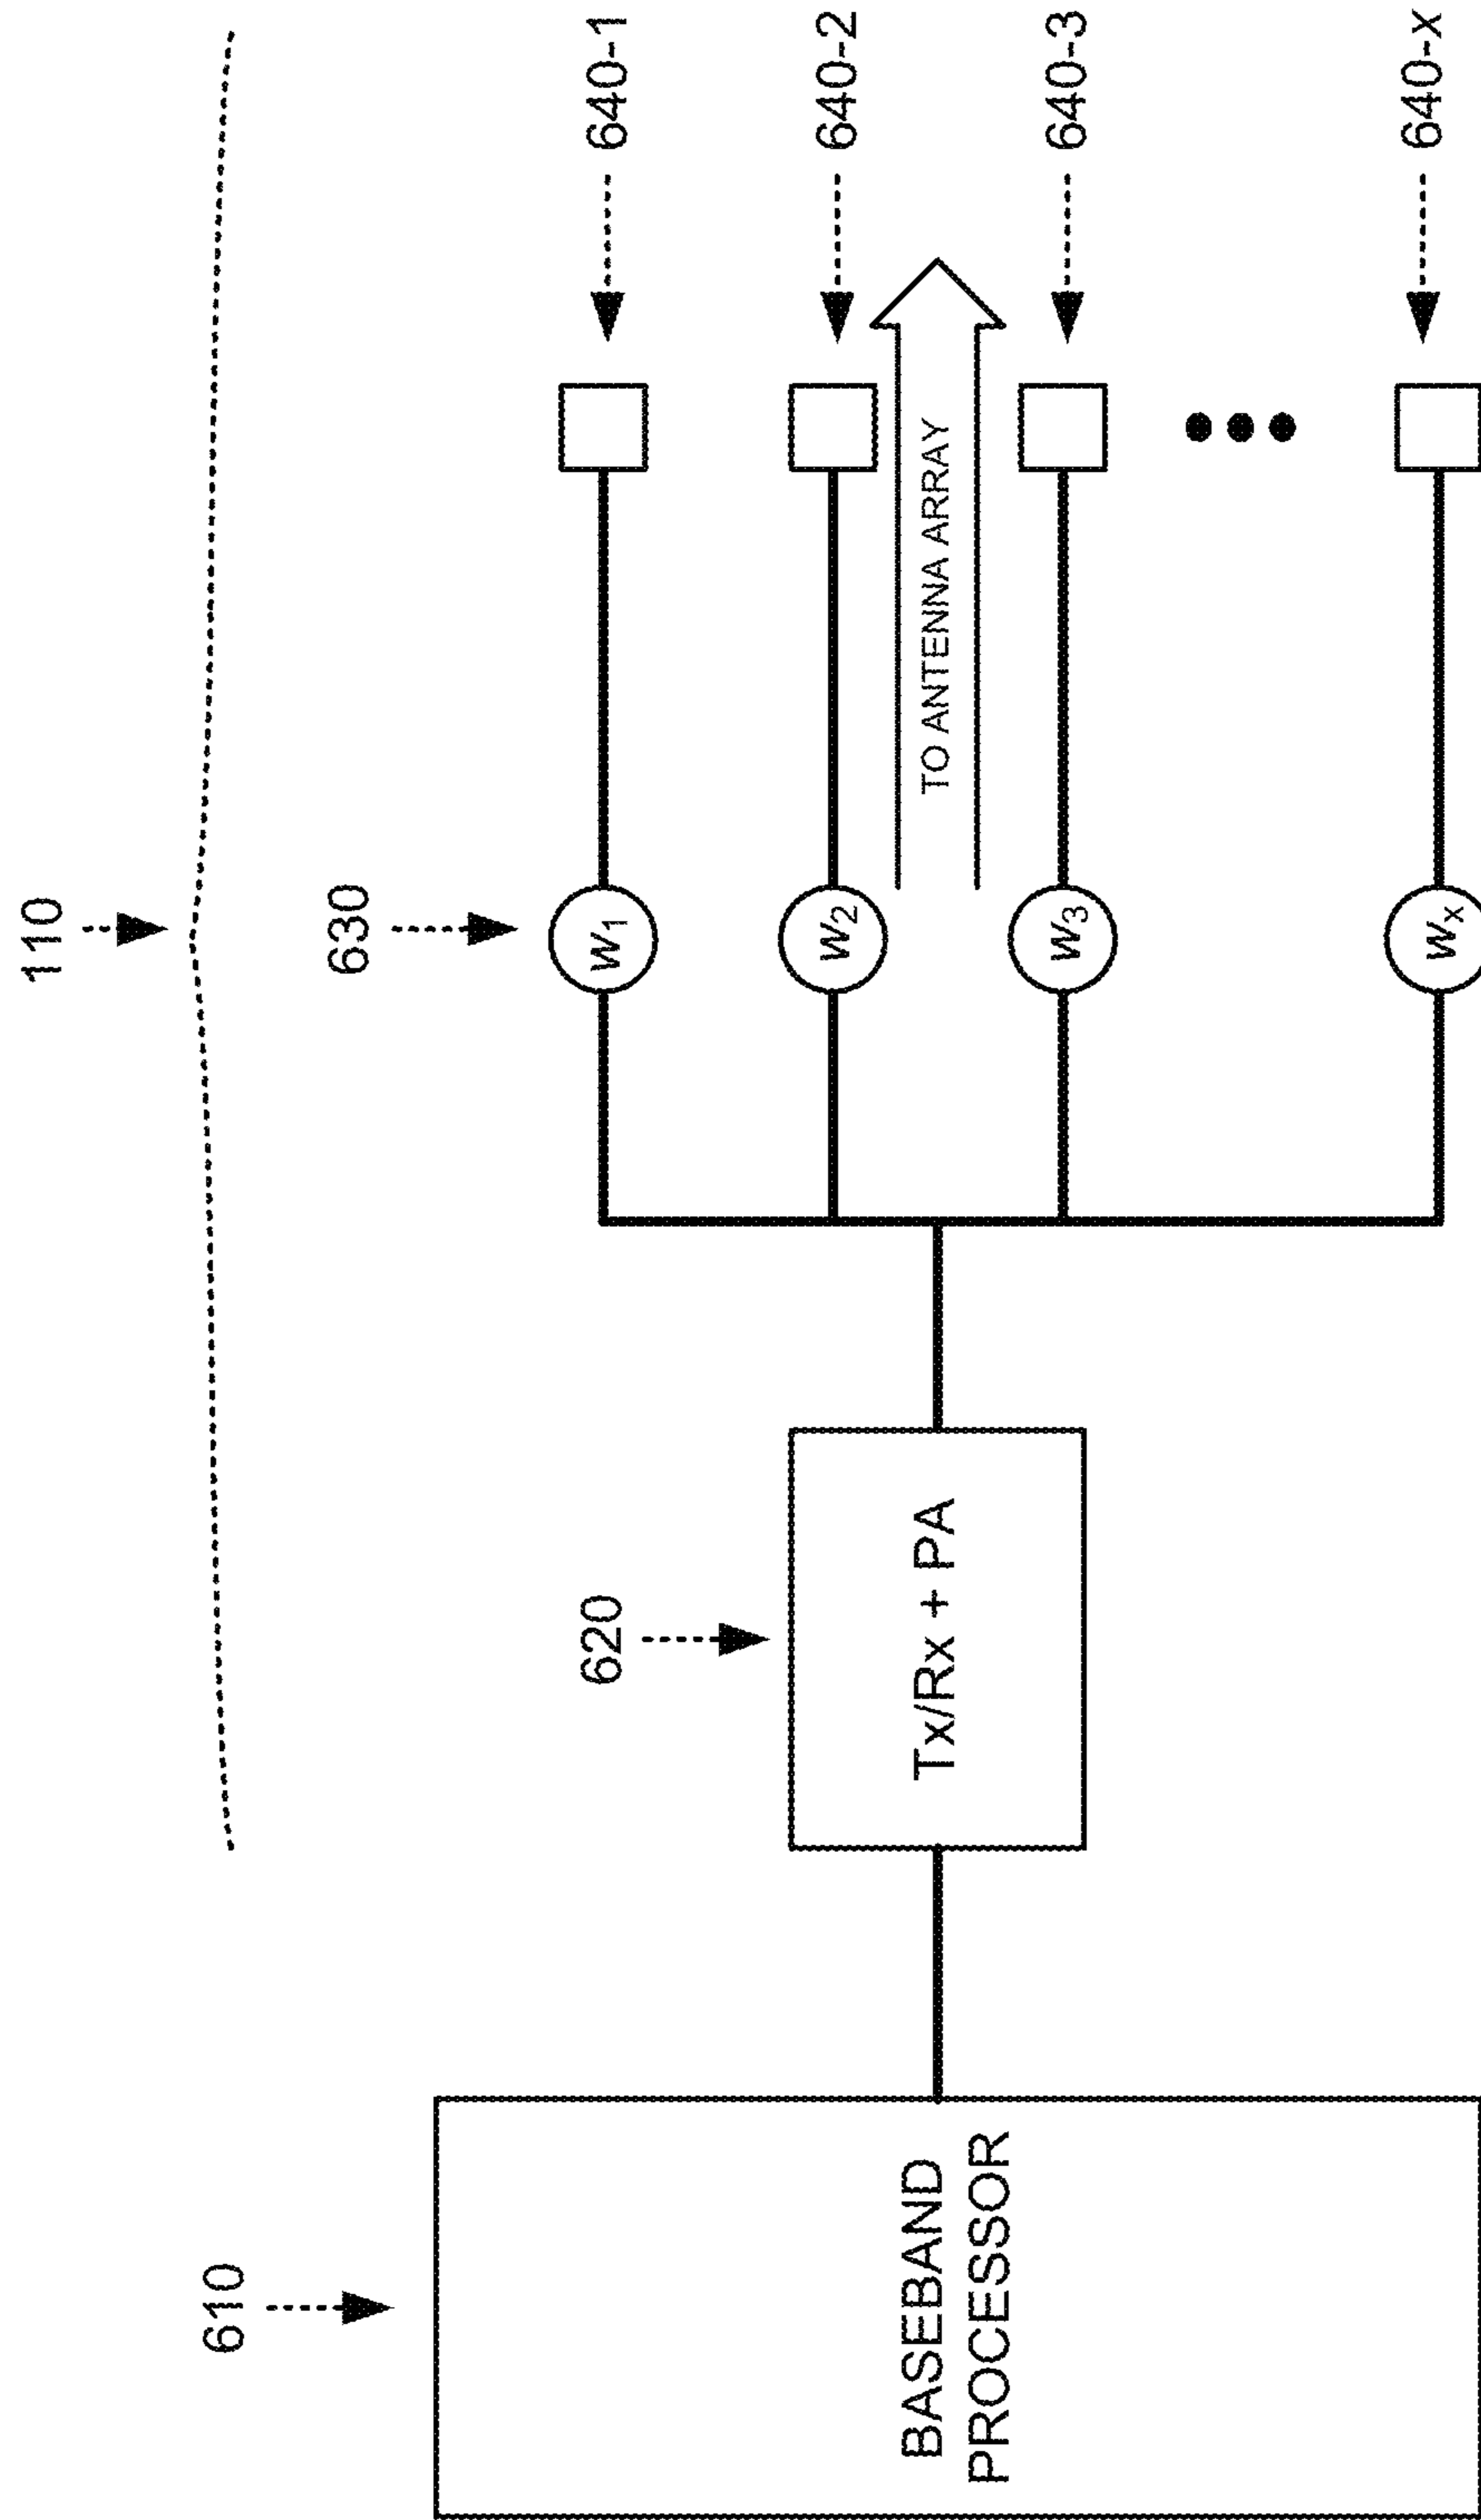 110
610
620
630
BASEBAND
PROCESSOR
Tx/Rx + PA
w₁
w₂
w₃
wₓ
TO ANTENNA ARRAY
640-1
640-2
640-3
640-x